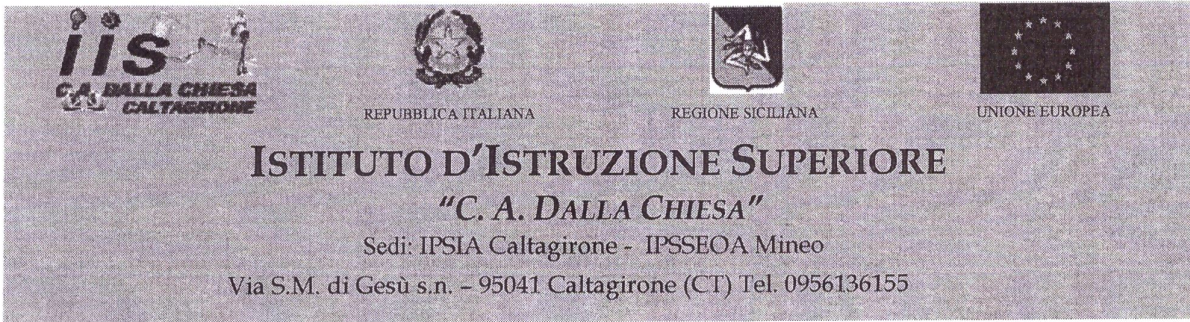 iis
C.A. DALLA CHIESA
CALTAGIRONE
REPUBBLICA ITALIANA
REGIONE SICILIANA
UNIONE EUROPEA
ISTITUTO D'ISTRUZIONE SUPERIORE
"C. A. DALLA CHIESA"
Sedi: IPSIA Caltagirone - IPSSEOA Mineo
Via S.M. di Gesù s.n. – 95041 Caltagirone (CT) Tel. 0956136155